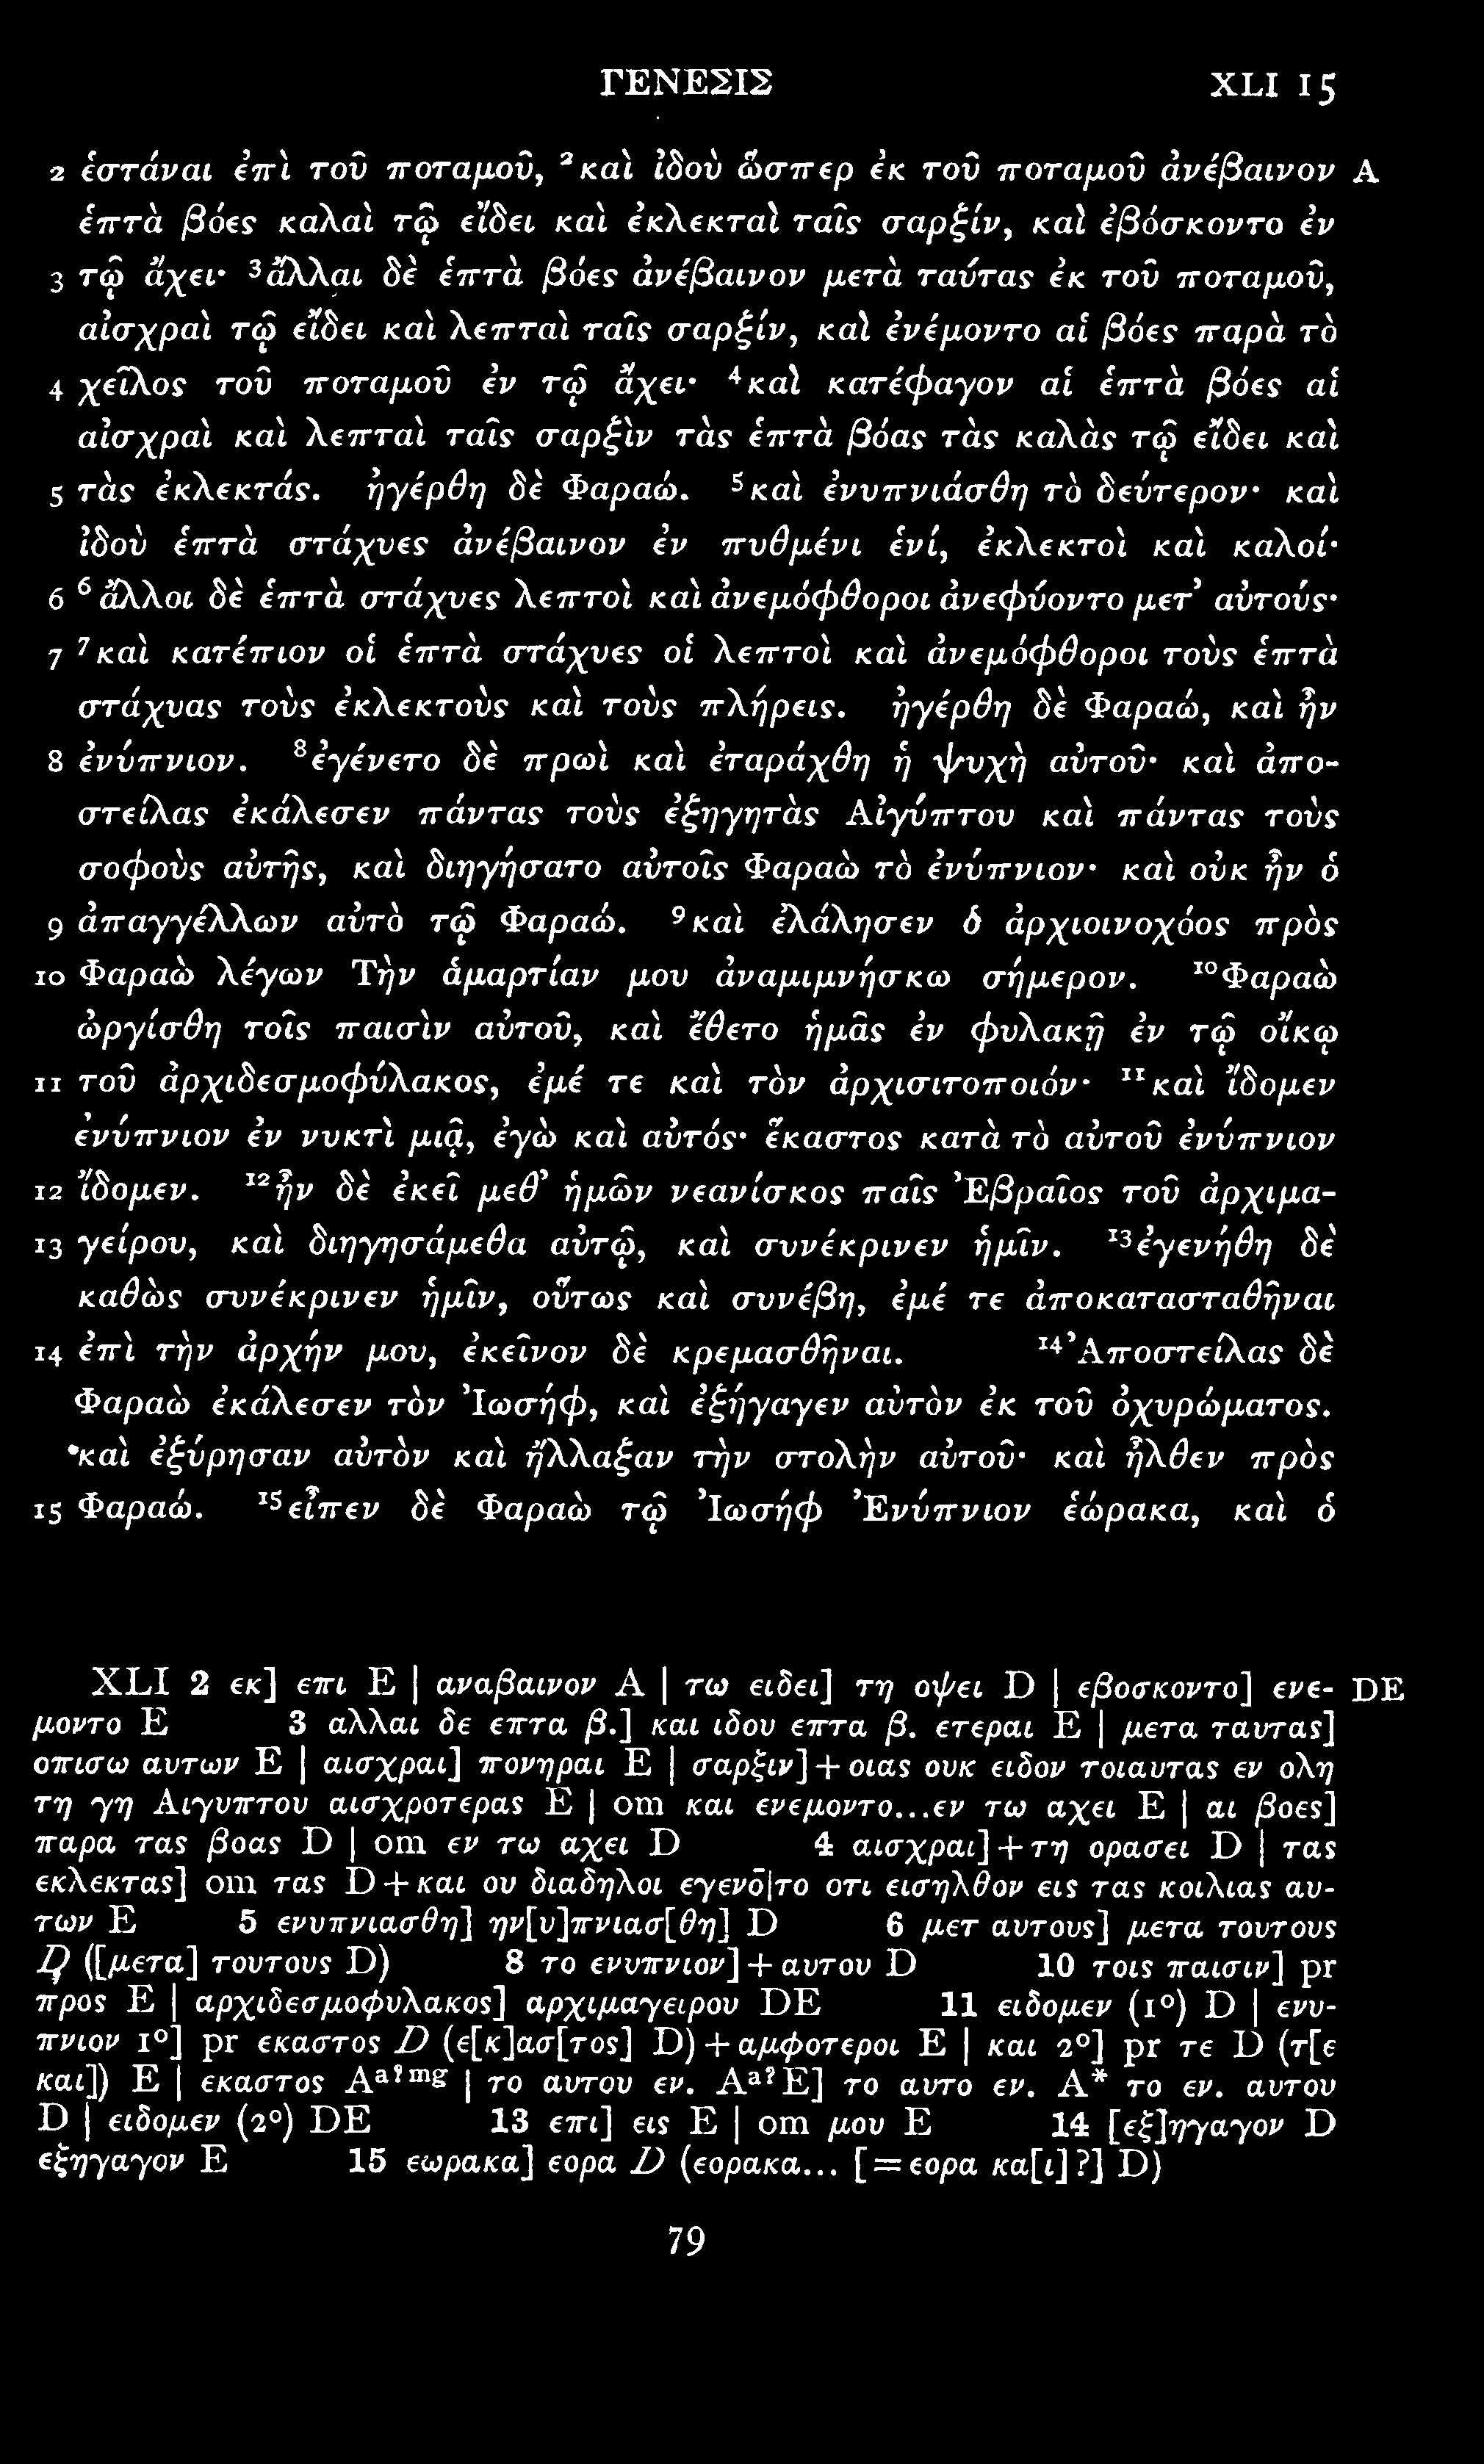 ΓΕΝΕΣΙΣ XLI 15
2 ἑστάναι ἐπὶ τοῦ ποταμοῦ, ²καὶ ἰδοὺ ὥσπερ ἐκ τοῦ ποταμοῦ ἀνέβαινον A
ἑπτὰ βόες καλαὶ τῷ εἴδει καὶ ἐκλεκταὶ ταῖς σαρξίν, καὶ ἐβόσκοντο ἐν
3 τῷ ἄχει· ³ἄλλαι δὲ ἑπτὰ βόες ἀνέβαινον μετὰ ταύτας ἐκ τοῦ ποταμοῦ,
αἰσχραὶ τῷ εἴδει καὶ λεπταὶ ταῖς σαρξίν, καὶ ἐνέμοντο αἱ βόες παρὰ τὸ
4 χεῖλος τοῦ ποταμοῦ ἐν τῷ ἄχει· ⁴καὶ κατέφαγον αἱ ἑπτὰ βόες αἱ
αἰσχραὶ καὶ λεπταὶ ταῖς σαρξὶν τὰς ἑπτὰ βόας τὰς καλὰς τῷ εἴδει καὶ
5 τὰς ἐκλεκτάς. ἠγέρθη δὲ Φαραώ. ⁵καὶ ἐνυπνιάσθη τὸ δεύτερον· καὶ
ἰδοὺ ἑπτὰ στάχυες ἀνέβαινον ἐν πυθμένι ἑνί, ἐκλεκτοὶ καὶ καλοί·
6 ⁶ἄλλοι δὲ ἑπτὰ στάχυες λεπτοὶ καὶ ἀνεμόφθοροι ἀνεφύοντο μετ’ αὐτούς·
7 ⁷καὶ κατέπιον οἱ ἑπτὰ στάχυες οἱ λεπτοὶ καὶ ἀνεμόφθοροι τοὺς ἑπτὰ
στάχυας τοὺς ἐκλεκτοὺς καὶ τοὺς πλήρεις. ἠγέρθη δὲ Φαραώ, καὶ ἦν
8 ἐνύπνιον. ⁸ἐγένετο δὲ πρωὶ καὶ ἐταράχθη ἡ ψυχὴ αὐτοῦ· καὶ ἀπο-
στείλας ἐκάλεσεν πάντας τοὺς ἐξηγητὰς Αἰγύπτου καὶ πάντας τοὺς
σοφοὺς αὐτῆς, καὶ διηγήσατο αὐτοῖς Φαραὼ τὸ ἐνύπνιον· καὶ οὐκ ἦν ὁ
9 ἀπαγγέλλων αὐτὸ τῷ Φαραώ. ⁹καὶ ἐλάλησεν ὁ ἀρχιοινοχόος πρὸς
10 Φαραὼ λέγων Τὴν ἁμαρτίαν μου ἀναμιμνήσκω σήμερον. ¹⁰Φαραὼ
ὠργίσθη τοῖς παισὶν αὐτοῦ, καὶ ἔθετο ἡμᾶς ἐν φυλακῇ ἐν τῷ οἴκῳ
11 τοῦ ἀρχιδεσμοφύλακος, ἐμέ τε καὶ τὸν ἀρχισιτοποιόν· ¹¹καὶ ἴδομεν
ἐνύπνιον ἐν νυκτὶ μιᾷ, ἐγὼ καὶ αὐτός· ἕκαστος κατὰ τὸ αὐτοῦ ἐνύπνιον
12 ἴδομεν. ¹²ἦν δὲ ἐκεῖ μεθ’ ἡμῶν νεανίσκος παῖς Ἐβραῖος τοῦ ἀρχιμα-
13 γείρου, καὶ διηγησάμεθα αὐτῷ, καὶ συνέκρινεν ἡμῖν. ¹³ἐγενήθη δὲ
καθὼς συνέκρινεν ἡμῖν, οὕτως καὶ συνέβη, ἐμέ τε ἀποκατασταθῆναι
14 ἐπὶ τὴν ἀρχήν μου, ἐκεῖνον δὲ κρεμασθῆναι. ¹⁴Ἀποστείλας δὲ
Φαραὼ ἐκάλεσεν τὸν Ἰωσήφ, καὶ ἐξήγαγεν αὐτὸν ἐκ τοῦ ὀχυρώματος.
καὶ ἐξύρησαν αὐτὸν καὶ ἤλλαξαν τὴν στολὴν αὐτοῦ· καὶ ἦλθεν πρὸς
15 Φαραώ. ¹⁵εἶπεν δὲ Φαραὼ τῷ Ἰωσήφ Ἐνύπνιον ἑώρακα, καὶ ὁ
XLI 2 εκ] επι E | αναβαινον A | τω ειδει] τη οψει D | εβοσκοντο] ενε- DE
μοντο E 3 αλλαι δε επτα β.] και ιδου επτα β. ετεραι E | μετα ταυτας]
οπισω αυτων E | αισχραι] πονηραι E | σαρξιν]+οιας ουκ ειδον τοιαυτας εν ολη
τη γη Αιγυπτου αισχροτερας E | om και ενεμοντο...εν τω αχει E | αι βοες]
παρα τας βοας D | om εν τω αχει D 4 αισχραι]+τη ορασει D | τας
εκλεκτας] om τας D+και ου διαδηλοι εγενο̄|το οτι εισηλθον εις τας κοιλιας αυ-
των E 5 ενυπνιασθη] ην[υ]πνιασ[θη] D 6 μετ αυτους] μετα τουτους
D ([μετα] τουτους D) 8 το ενυπνιον]+αυτου D 10 τοις παισιν] pr
προς E | αρχιδεσμοφυλακος] αρχιμαγειρου DE 11 ειδομεν (1°) D | ενυ-
πνιον 1°] pr εκαστος D (ε[κ]ασ[τος] D)+αμφοτεροι E | και 2°] pr τε D (τ[ε
και]) E | εκαστος Aᵃ?ᵐᵍ | το αυτου εν. Aᵃ?E] το αυτο εν. A* το εν. αυτου
D | ειδομεν (2°) DE 13 επι] εις E | om μου E 14 [εξ]ηγαγον D
εξηγαγον E 15 εωρακα] εορα D (εορακα... [=εορα κα[ι]?] D)
79